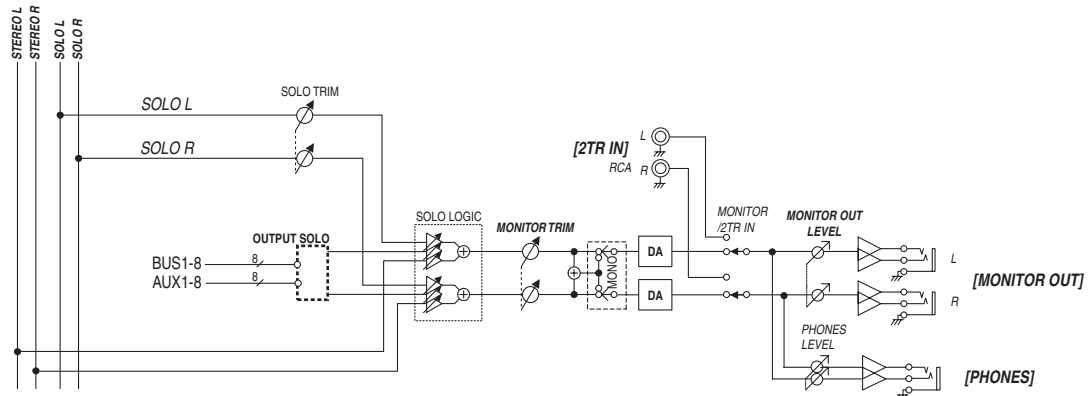 STEREO L
STEREO R
SOLO L
SOLO R
SOLO L
SOLO TRIM
SOLO R
[2TR IN]
L
RCA R
SOLO LOGIC
MONITOR TRIM
MONITOR
/2TR IN
MONITOR OUT
LEVEL
OUTPUT SOLO
BUS1-8
8
AUX1-8
8
MONO
DA
DA
L
R
[MONITOR OUT]
PHONES
LEVEL
[PHONES]